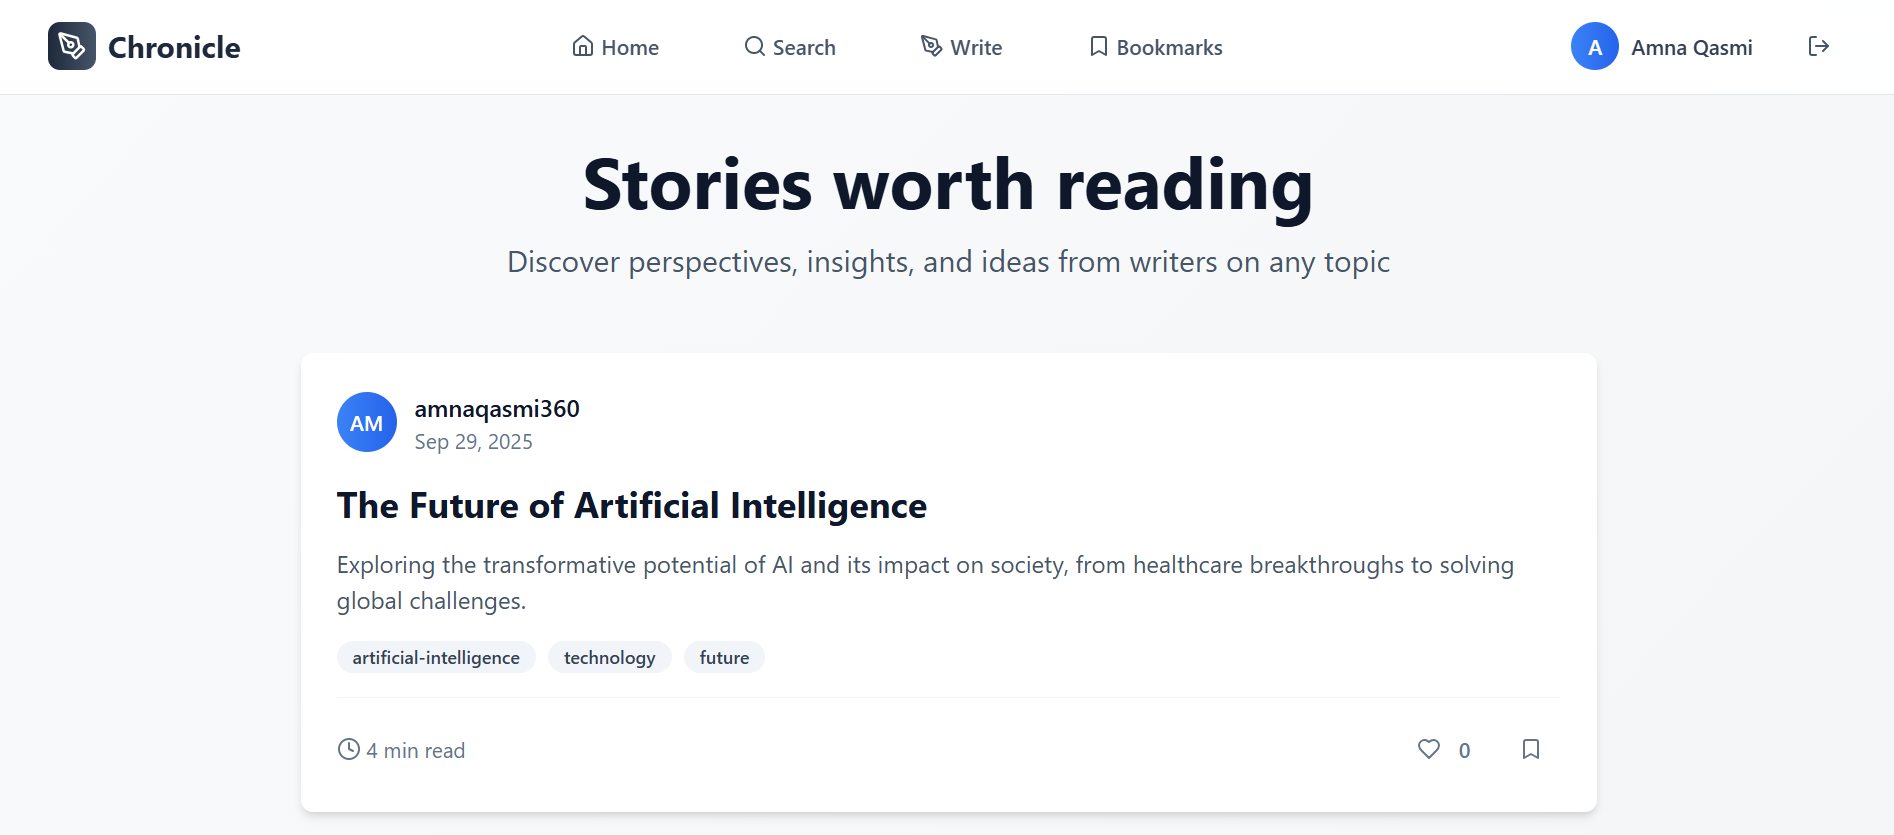 Chronicle
Home
Search
Write
Bookmarks
A
Amna Qasmi
Stories worth reading
Discover perspectives, insights, and ideas from writers on any topic
AM
amnaqasmi360
Sep 29, 2025
The Future of Artificial Intelligence
Exploring the transformative potential of AI and its impact on society, from healthcare breakthroughs to solving
global challenges.
artificial-intelligence
technology
future
4 min read
0